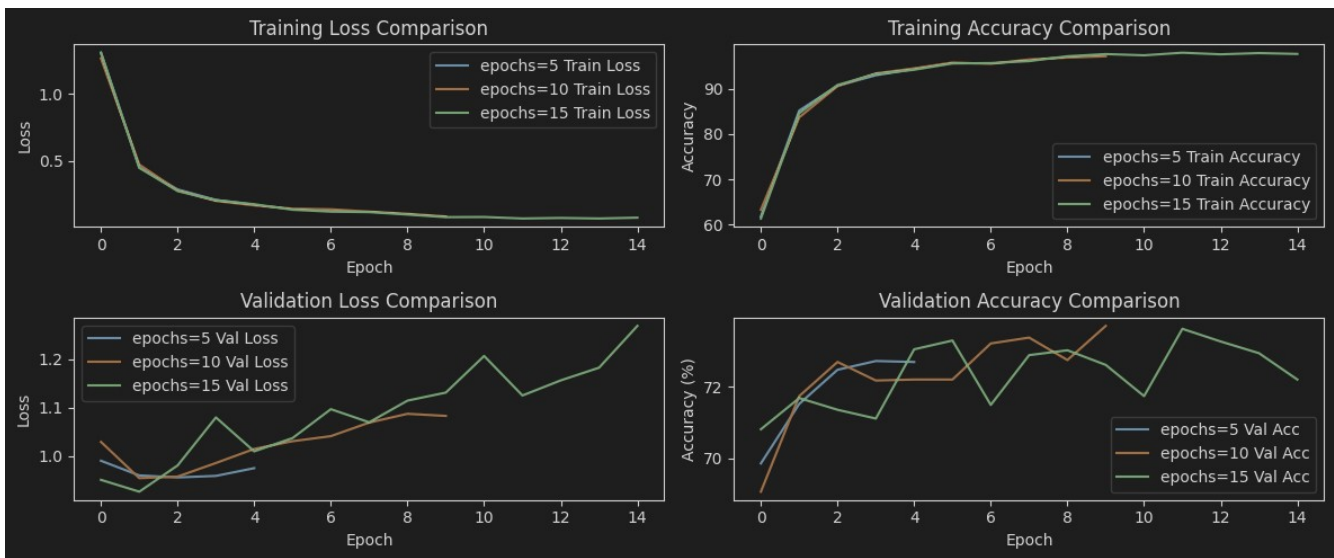 Training Loss Comparison
Loss
1.0
0.5
epochs=5 Train Loss
epochs=10 Train Loss
epochs=15 Train Loss
0 2 4 6 8 10 12 14
Epoch
Training Accuracy Comparison
Accuracy
90
80
70
60
epochs=5 Train Accuracy
epochs=10 Train Accuracy
epochs=15 Train Accuracy
0 2 4 6 8 10 12 14
Epoch
Validation Loss Comparison
Loss
1.2
1.1
1.0
epochs=5 Val Loss
epochs=10 Val Loss
epochs=15 Val Loss
0 2 4 6 8 10 12 14
Epoch
Validation Accuracy Comparison
Accuracy (%)
72
70
epochs=5 Val Acc
epochs=10 Val Acc
epochs=15 Val Acc
0 2 4 6 8 10 12 14
Epoch